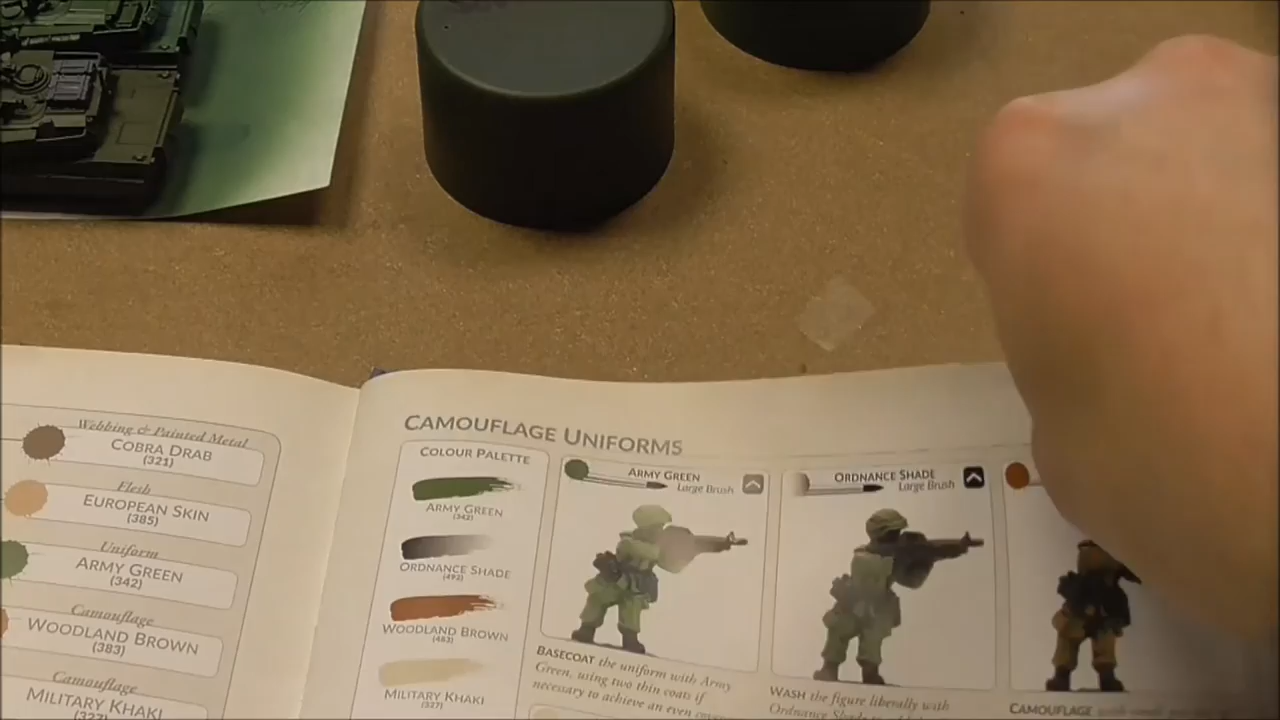 Webbing & Painted Metal
COBRA DRAB
(321)
Flesh
EUROPEAN SKIN
(385)
Uniform
ARMY GREEN
(342)
Camouflage
WOODLAND BROWN
(383)
Camouflage
MILITARY KHAKI
(327)
CAMOUFLAGE UNIFORMS
COLOUR PALETTE
ARMY GREEN
(342)
ORDNANCE SHADE
(492)
WOODLAND BROWN
(483)
MILITARY KHAKI
(327)
ARMY GREEN
Large Brush
BASECOAT the uniform with Army
Green, using two thin coats if
necessary to achieve an even
ORDNANCE SHADE
Large Brush
WASH the figure liberally with
Ordnance Shade
CAMOUFLAGE